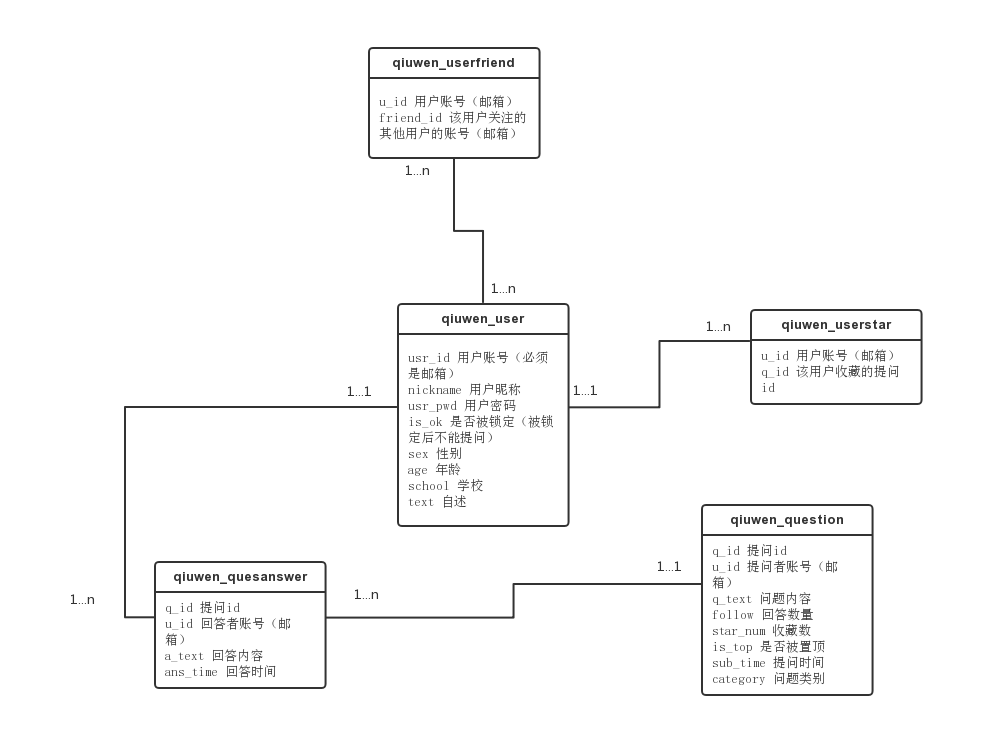 qiuwen_userfriend
u_id 用户账号（邮箱）
friend_id 该用户关注的
其他用户的账号（邮箱）
1...n
1...n
qiuwen_user
usr_id 用户账号（必须
是邮箱）
nickname 用户昵称
usr_pwd 用户密码
is_ok 是否被锁定（被锁
定后不能提问）
sex 性别
age 年龄
school 学校
text 自述
1...1
1...1
1...n
qiuwen_userstar
u_id 用户账号（邮箱）
q_id 该用户收藏的提问
id
qiuwen_question
q_id 提问id
u_id 提问者账号（邮
箱）
q_text 问题内容
follow 回答数量
star_num 收藏数
is_top 是否被置顶
sub_time 提问时间
category 问题类别
1...1
1...n
1...n
qiuwen_quesanswer
q_id 提问id
u_id 回答者账号（邮
箱）
a_text 回答内容
ans_time 回答时间